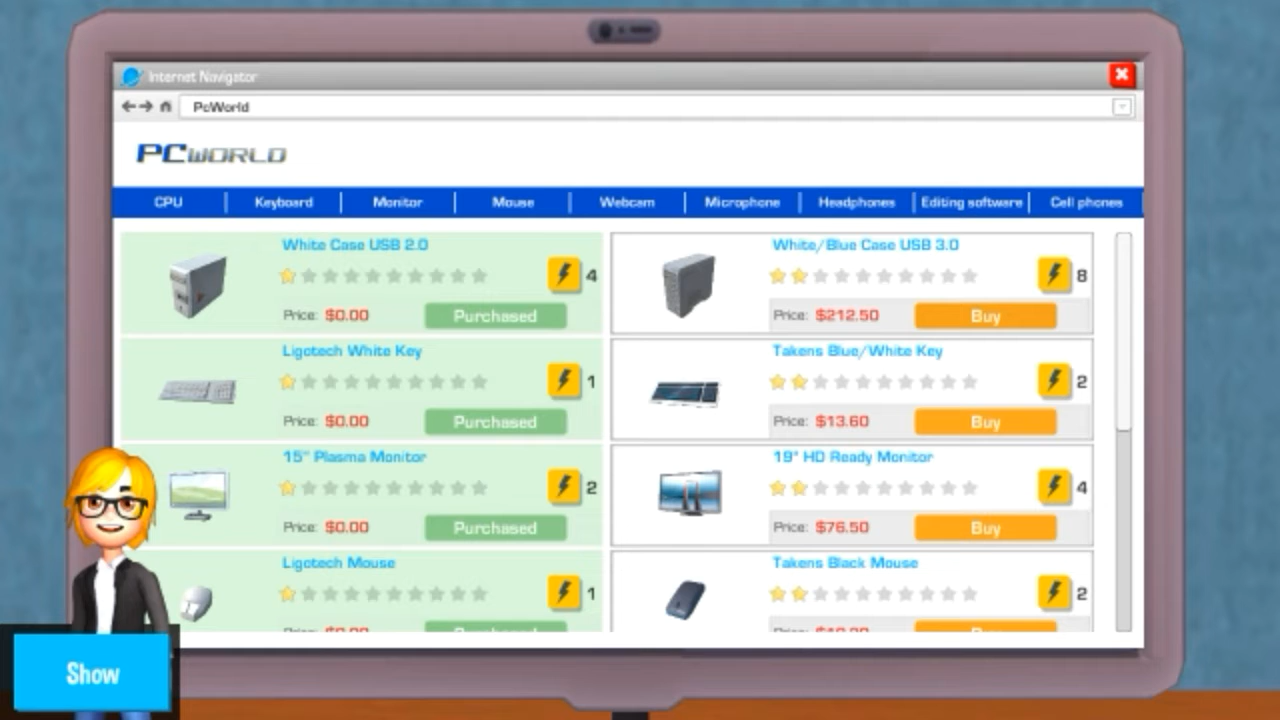 Internet Navigator
PcWorld
PCWORLD
CPU Keyboard Monitor Mouse Webcam Microphone Headphones Editing software Cell phones
White Case USB 2.0
4
Price: $0.00 Purchased
White/Blue Case USB 3.0
8
Price: $212.50 Buy
Ligotech White Key
1
Price: $0.00 Purchased
Takens Blue/White Key
2
Price: $13.60 Buy
15" Plasma Monitor
2
Price: $0.00 Purchased
19" HD Ready Monitor
4
Price: $76.50 Buy
Ligotech Mouse
1
Takens Black Mouse
2
Show